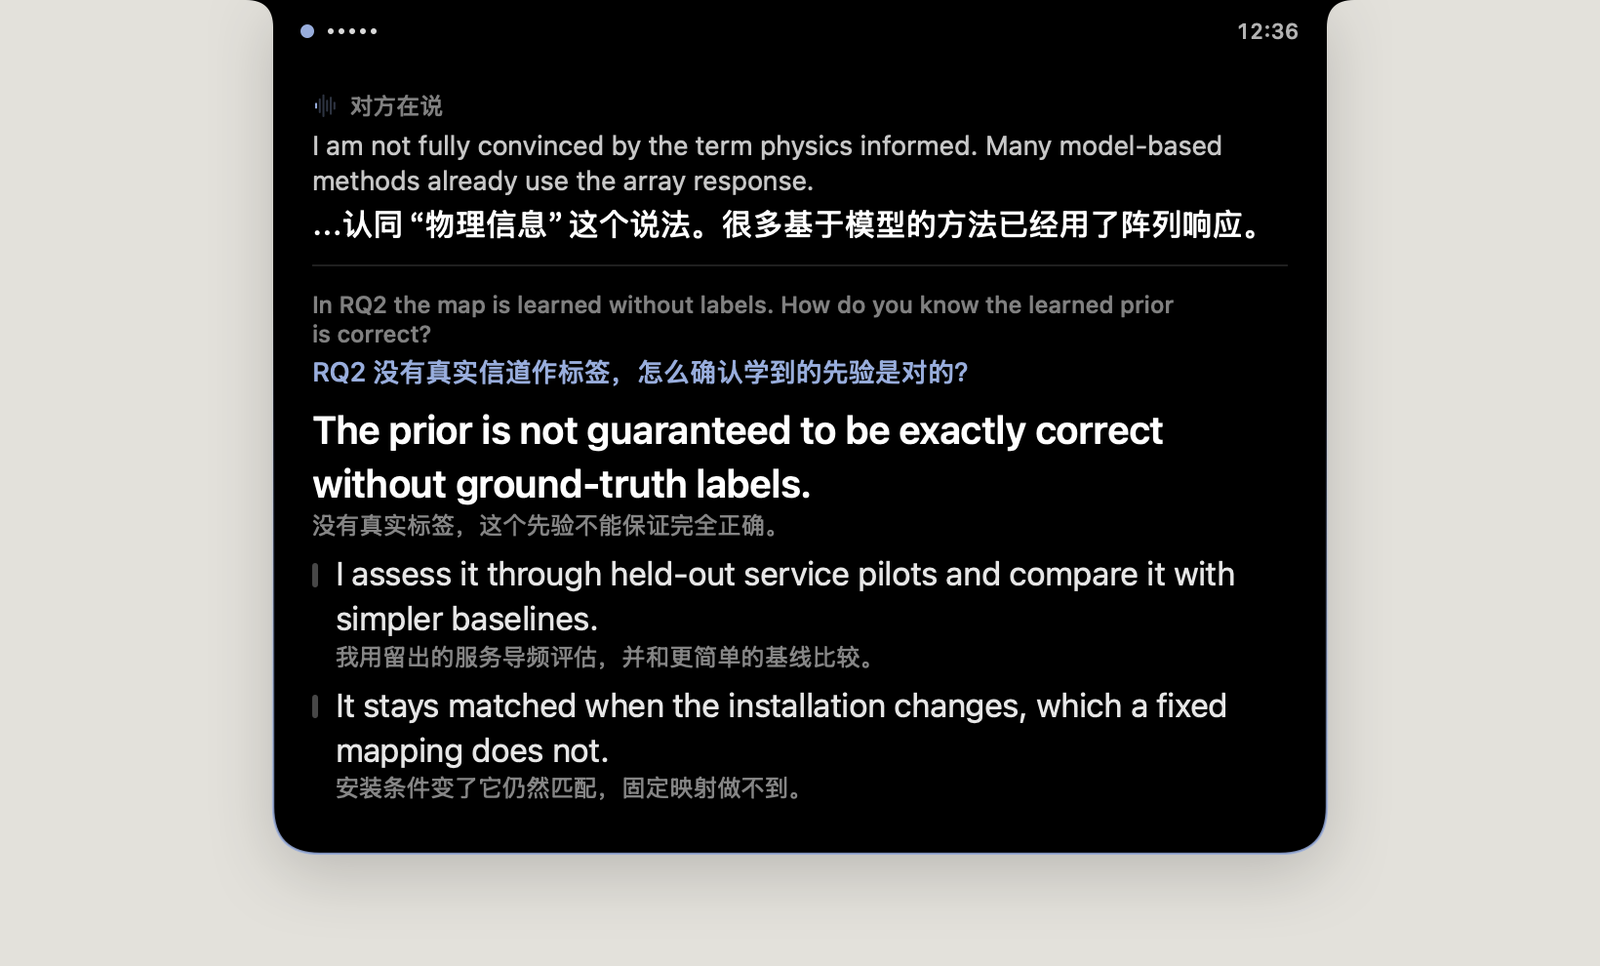 •••••
12:36
对方在说
I am not fully convinced by the term physics informed. Many model-based
methods already use the array response.
…认同 “物理信息” 这个说法。很多基于模型的方法已经用了阵列响应。
In RQ2 the map is learned without labels. How do you know the learned prior
is correct?
RQ2 没有真实信道作标签，怎么确认学到的先验是对的?
The prior is not guaranteed to be exactly correct
without ground-truth labels.
没有真实标签，这个先验不能保证完全正确。
I assess it through held-out service pilots and compare it with
simpler baselines.
我用留出的服务导频评估，并和更简单的基线比较。
It stays matched when the installation changes, which a fixed
mapping does not.
安装条件变了它仍然匹配，固定映射做不到。